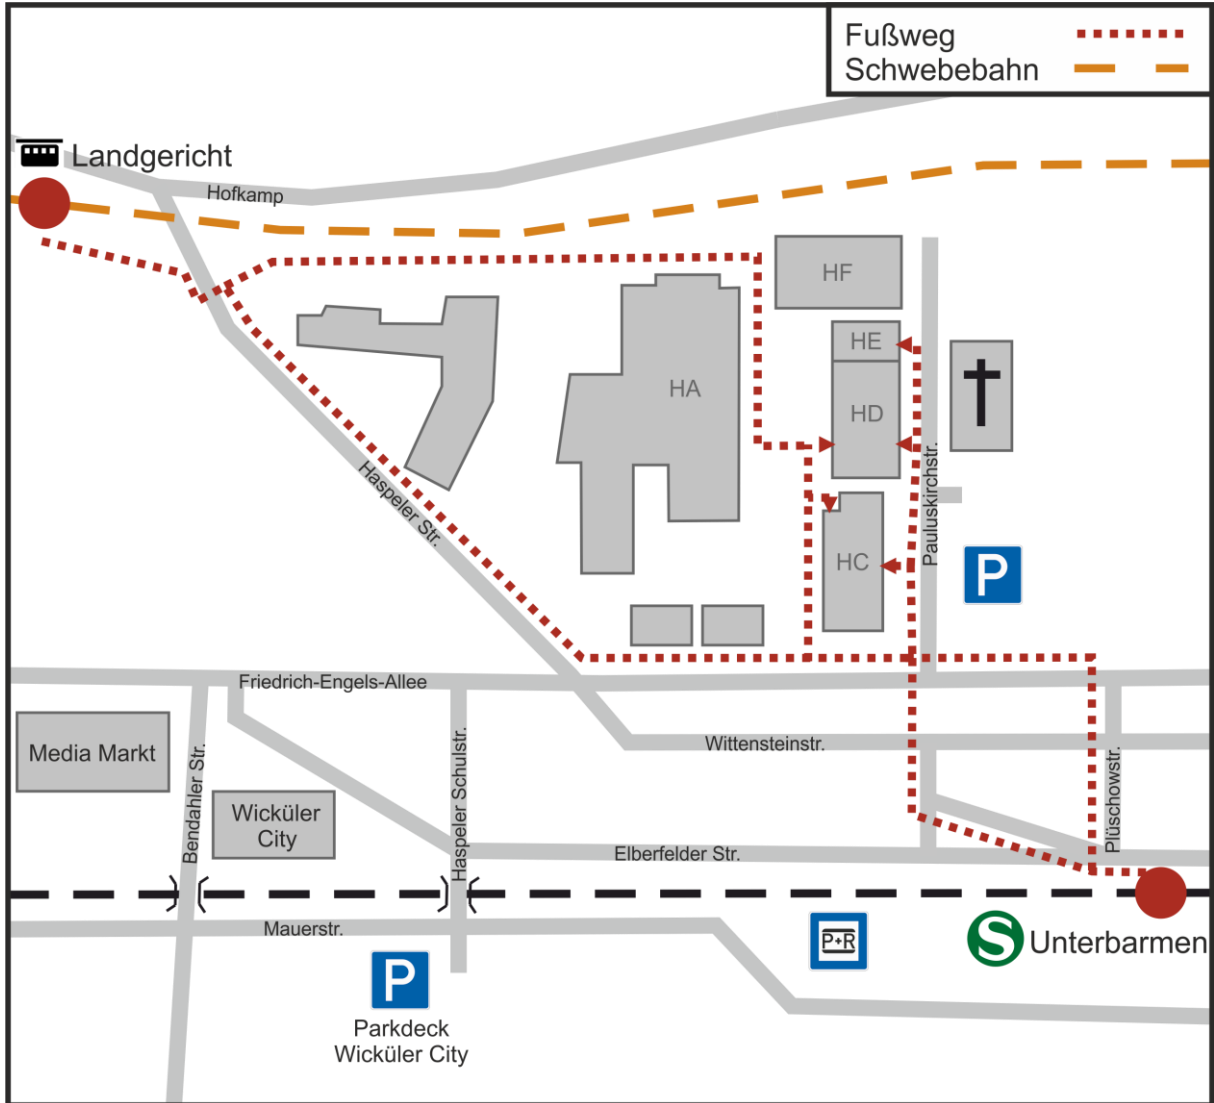 Fußweg
Schwebebahn
Landgericht
Hofkamp
HF
HE
HA
HD
Haspeler Str.
Pauluskirchstr.
HC
P
Friedrich-Engels-Allee
Media Markt
Bendahler Str.
Haspeler Schulstr.
Wittensteinstr.
Plüschowstr.
Wicküler
City
Elberfelder Str.
Mauerstr.
P+R
S Unterbarmen
P
Parkdeck
Wicküler City